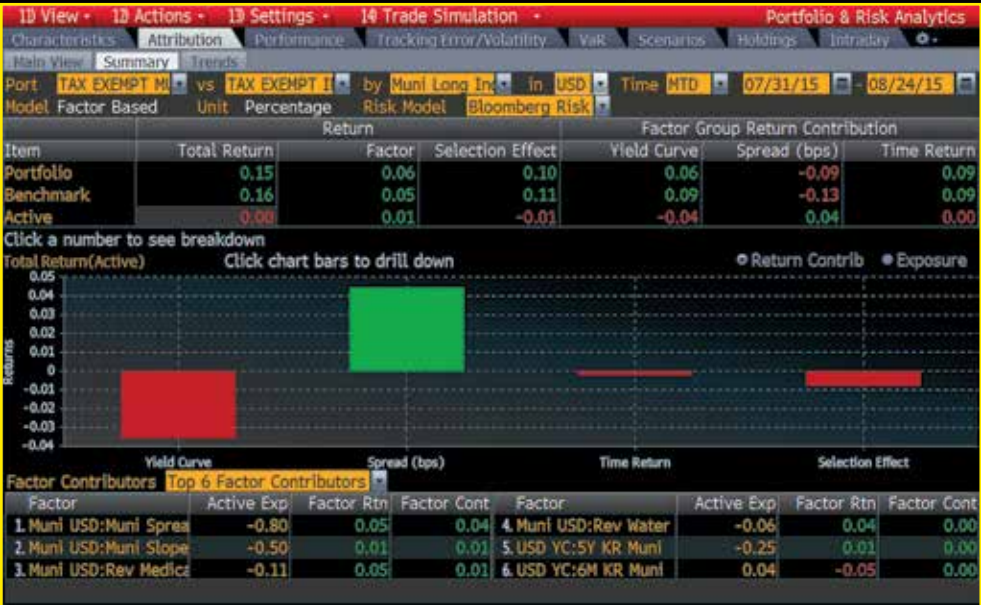 11) View - 12) Actions - 13) Settings - 14) Trade Simulation - Portfolio & Risk Analytics
Characteristics Attribution Performance Tracking Error/Volatility VaR Scenarios Holdings Intraday
Main View Summary Trends
Port TAX EXEMPT MU vs TAX EXEMPT I by Muni Long Ind in USD Time MTD 07/31/15 - 08/24/15
Model Factor Based Unit Percentage Risk Model Bloomberg Risk
Return Factor Group Return Contribution
Item Total Return Factor Selection Effect Yield Curve Spread (bps) Time Return
Portfolio 0.15 0.06 0.10 0.06 -0.09 0.09
Benchmark 0.16 0.05 0.11 0.09 -0.13 0.09
Active 0.00 0.01 -0.01 -0.04 0.04 0.00
Click a number to see breakdown
Total Return(Active) Click chart bars to drill down Return Contrib Exposure
0.05
0.04
0.03
0.02
0.01
0
-0.01
-0.02
-0.03
-0.04
Returns
Yield Curve Spread (bps) Time Return Selection Effect
Factor Contributors Top 6 Factor Contributors
Factor Active Exp Factor Rtn Factor Cont Factor Active Exp Factor Rtn Factor Cont
1. Muni USD:Muni Sprea -0.80 0.05 0.04 4. Muni USD:Rev Water -0.06 0.04 0.00
2. Muni USD:Muni Slope -0.50 0.01 0.01 5. USD YC:5Y KR Muni -0.25 0.01 0.00
3. Muni USD:Rev Medica -0.11 0.05 0.01 6. USD YC:6M KR Muni 0.04 -0.05 0.00